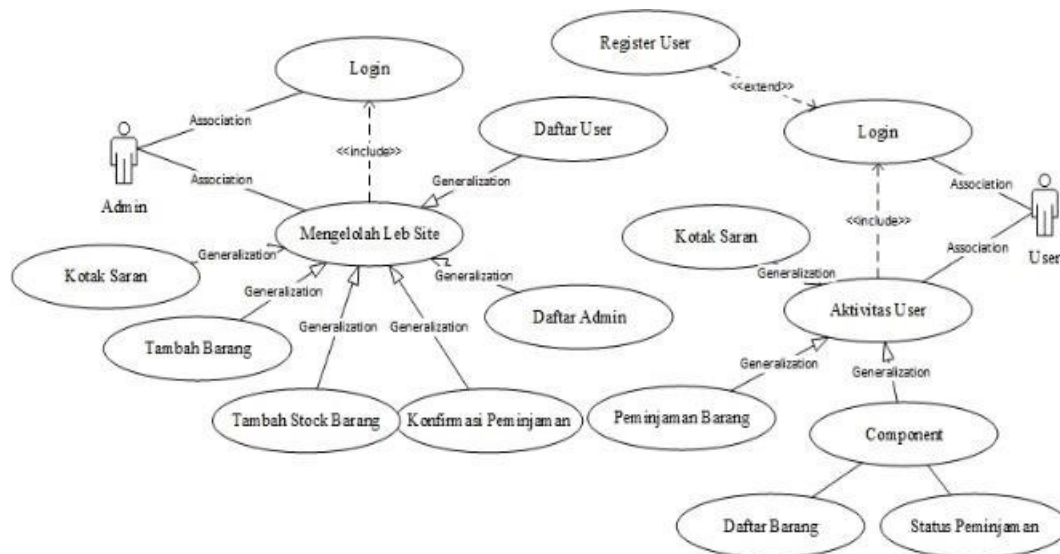 Register User
Login
<<extend>>
Daftar User
Login
Association
<<include>>
Association
Association
Generalization
Admin
Mengelolah Leb Site
Kotak Saran
<<include>>
User
Association
Generalization
Kotak Saran
Generalization
Generalization
Generalization
Aktivitas User
Daftar Admin
Generalization
Generalization
Tambah Barang
Generalization
Generalization
Tambah Stock Barang
Konfirmasi Peminjaman
Peminjaman Barang
Component
Daftar Barang
Status Peminjaman